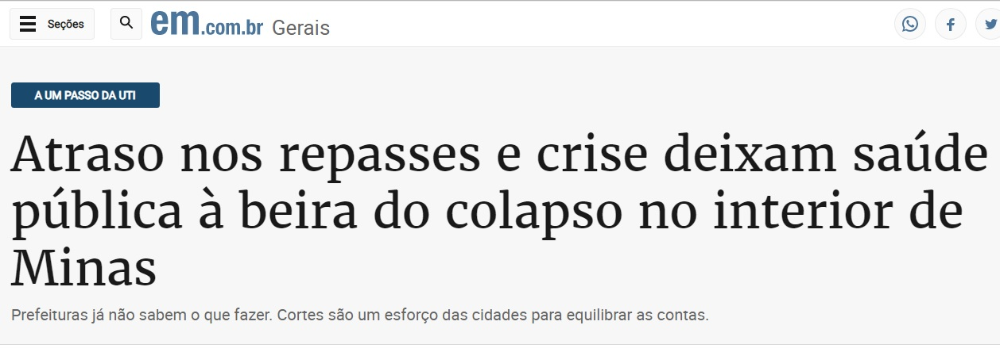 Seções
em.com.br Gerais
A UM PASSO DA UTI
Atraso nos repasses e crise deixam saúde
pública à beira do colapso no interior de
Minas
Prefeituras já não sabem o que fazer. Cortes são um esforço das cidades para equilibrar as contas.